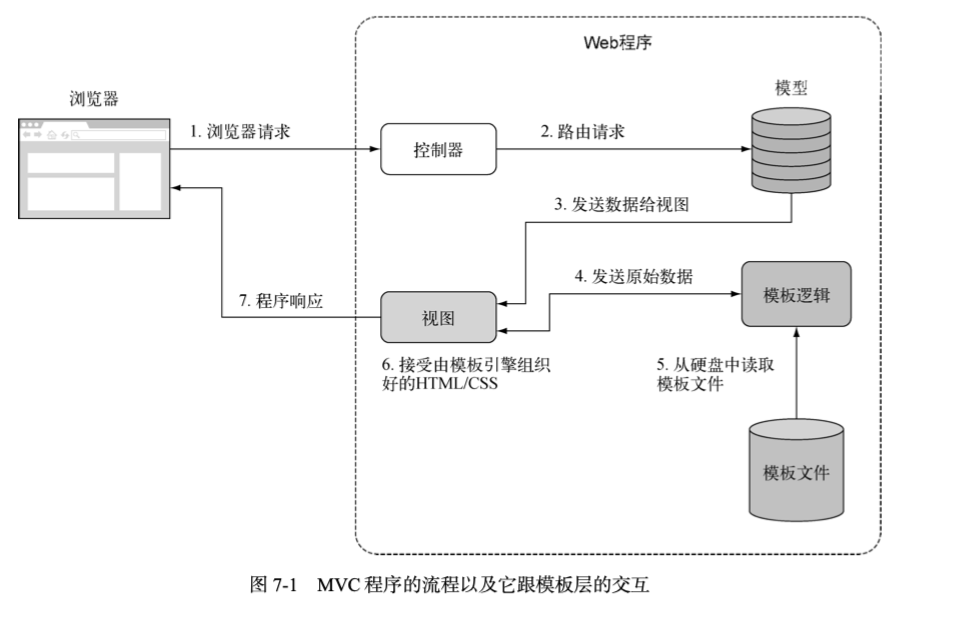 Web程序
浏览器
模型
1. 浏览器请求
控制器
2. 路由请求
3. 发送数据给视图
4. 发送原始数据
模板逻辑
7. 程序响应
视图
6. 接受由模板引擎组织
好的HTML/CSS
5. 从硬盘中读取
模板文件
模板文件
图 7-1 MVC 程序的流程以及它跟模板层的交互